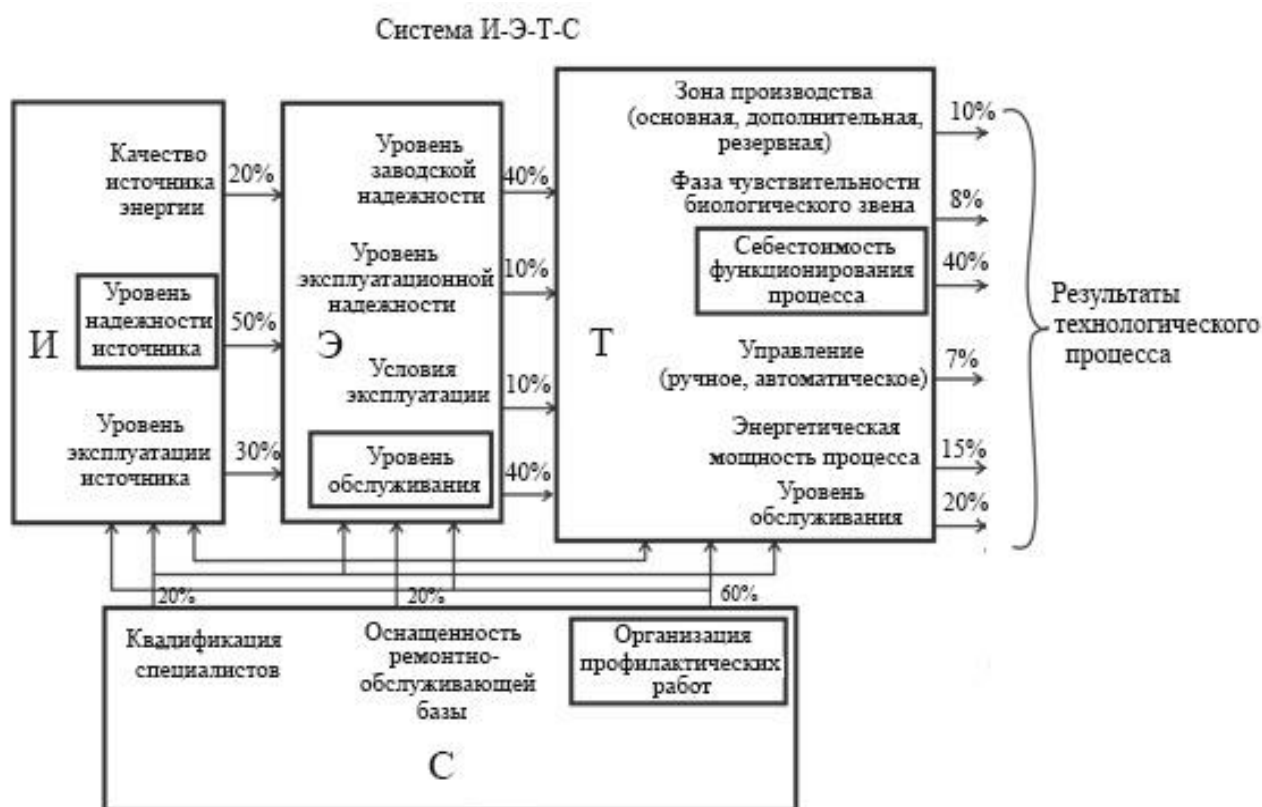 Система И-Э-Т-С
И
Качество
источника
энергии
20%
Уровень
надежности
источника
50%
Уровень
эксплуатации
источника
30%
Э
Уровень
заводской
надежности
40%
Уровень
эксплуатационной
надежности
10%
Условия
эксплуатации
10%
Уровень
обслуживания
40%
Т
Зона производства
(основная, дополнительная,
резервная)
10%
Фаза чувствительности
биологического звена
8%
Себестоимость
функционирования
процесса
40%
Управление
(ручное, автоматическое)
7%
Энергетическая
мощность процесса
15%
Уровень
обслуживания
20%
Результаты
технологического
процесса
20%
20%
60%
Квалификация
специалистов
Оснащенность
ремонтно-
обслуживающей
базы
Организация
профилактических
работ
С